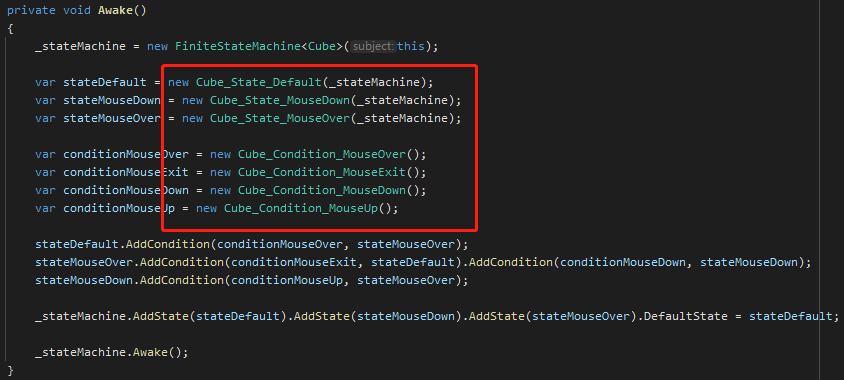 private void Awake()
{
_stateMachine = new FiniteStateMachine<Cube>(subject:this);
var stateDefault = new Cube_State_Default(_stateMachine);
var stateMouseDown = new Cube_State_MouseDown(_stateMachine);
var stateMouseOver = new Cube_State_MouseOver(_stateMachine);
var conditionMouseOver = new Cube_Condition_MouseOver();
var conditionMouseExit = new Cube_Condition_MouseExit();
var conditionMouseDown = new Cube_Condition_MouseDown();
var conditionMouseUp = new Cube_Condition_MouseUp();
stateDefault.AddCondition(conditionMouseOver, stateMouseOver);
stateMouseOver.AddCondition(conditionMouseExit, stateDefault).AddCondition(conditionMouseDown, stateMouseDown);
stateMouseDown.AddCondition(conditionMouseUp, stateMouseOver);
_stateMachine.AddState(stateDefault).AddState(stateMouseDown).AddState(stateMouseOver).DefaultState = stateDefault;
_stateMachine.Awake();
}